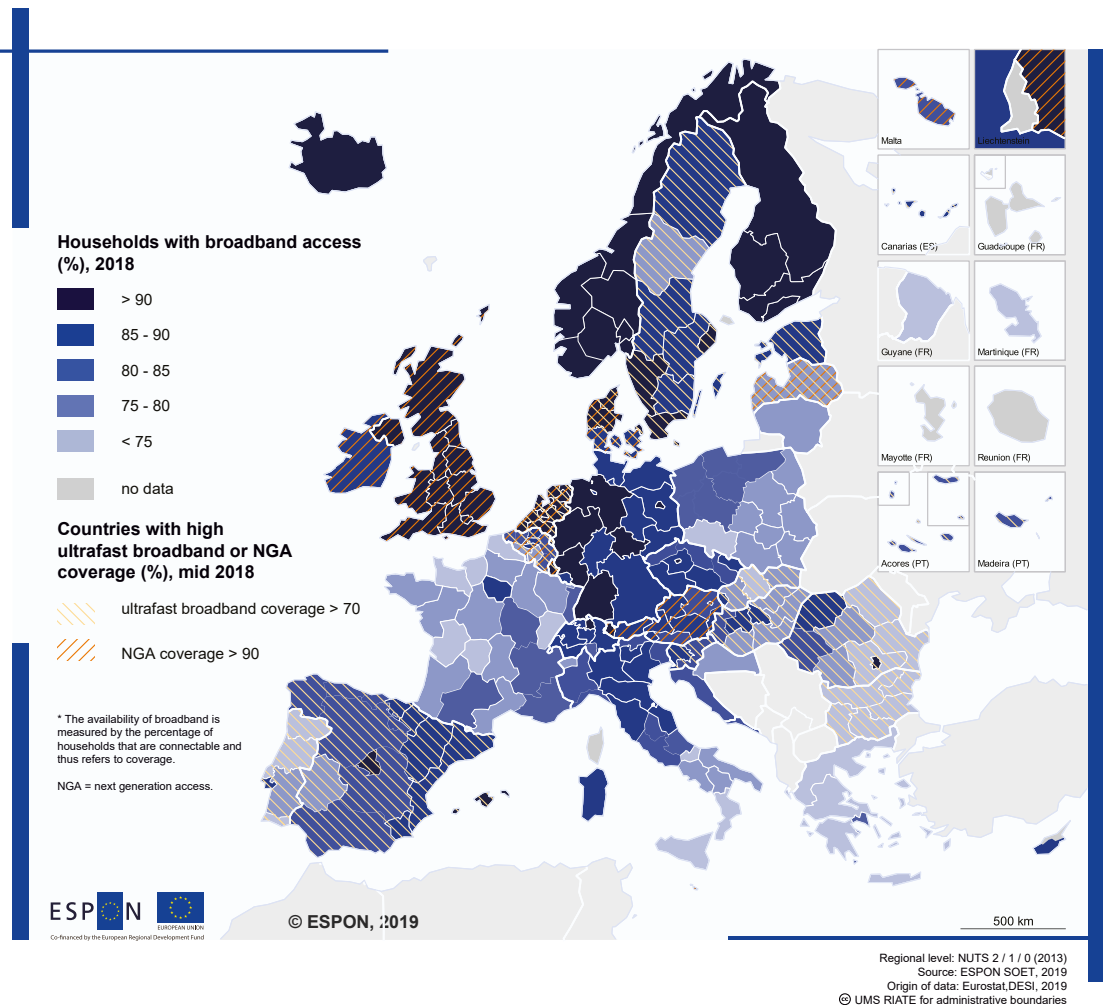 Households with broadband access
(%), 2018
> 90
85 - 90
80 - 85
75 - 80
< 75
no data
Countries with high
ultrafast broadband or NGA
coverage (%), mid 2018
ultrafast broadband coverage > 70
NGA coverage > 90
* The availability of broadband is
measured by the percentage of
households that are connectable and
thus refers to coverage.
NGA = next generation access.
Malta
Liechtenstein
Canarias (ES)
Guadaloupe (FR)
Guyane (FR)
Martinique (FR)
Mayotte (FR)
Reunion (FR)
Acores (PT)
Madeira (PT)
ESPON
EUROPEAN UNION
Co-financed by the European Regional Development Fund
© ESPON, 2019
500 km
Regional level: NUTS 2 / 1 / 0 (2013)
Source: ESPON SOET, 2019
Origin of data: Eurostat,DESI, 2019
cc UMS RIATE for administrative boundaries